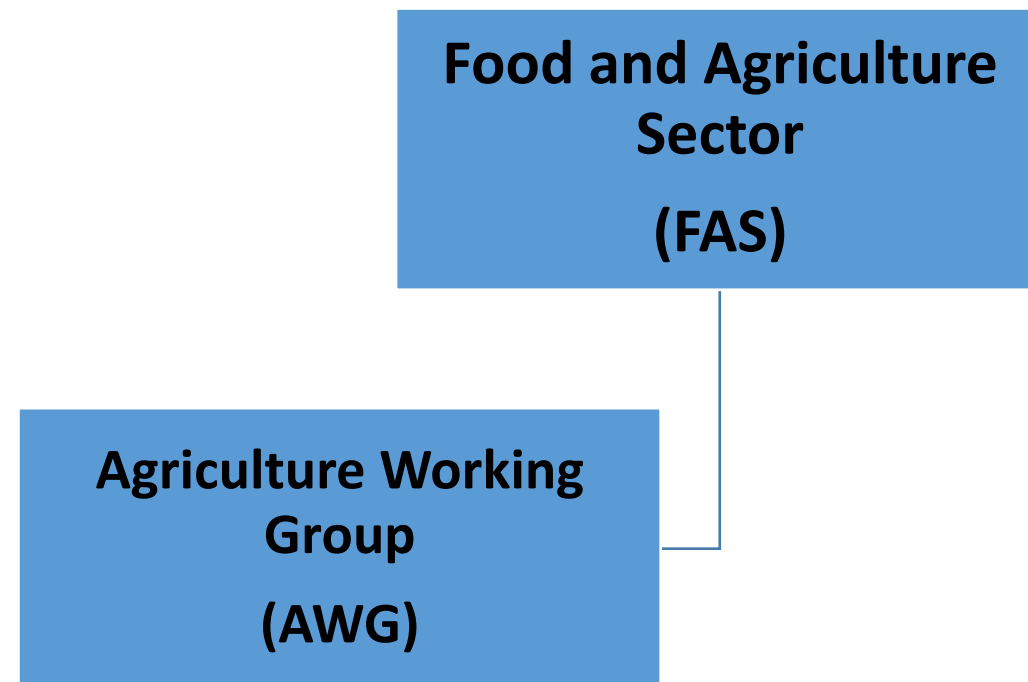 Food and Agriculture
Sector
(FAS)
Agriculture Working
Group
(AWG)